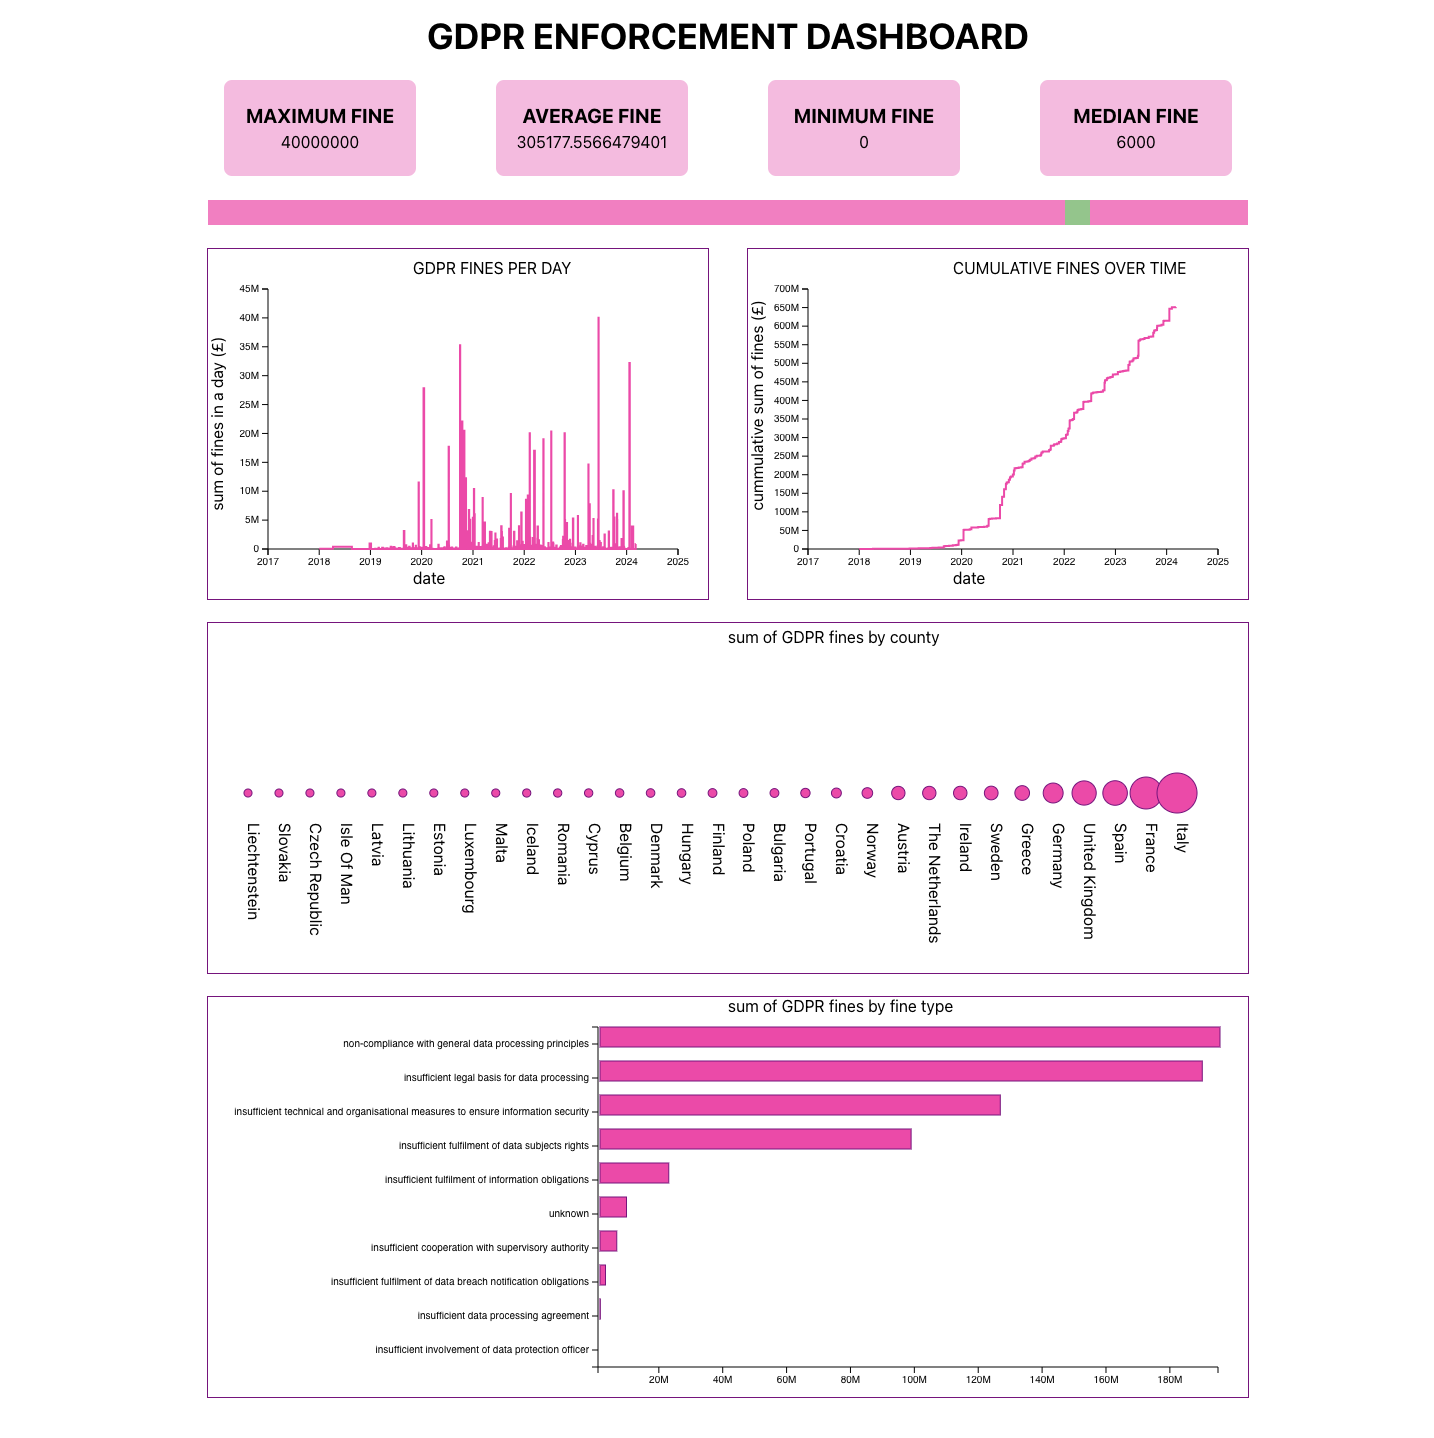 GDPR ENFORCEMENT DASHBOARD
MAXIMUM FINE
40000000
AVERAGE FINE
305177.5566479401
MINIMUM FINE
0
MEDIAN FINE
6000
GDPR FINES PER DAY
45M
40M
35M
30M
25M
20M
15M
10M
5M
0
sum of fines in a day (£)
2017 2018 2019 2020 2021 2022 2023 2024 2025
date
CUMULATIVE FINES OVER TIME
700M
650M
600M
550M
500M
450M
400M
350M
300M
250M
200M
150M
100M
50M
0
cummulative sum of fines (£)
2017 2018 2019 2020 2021 2022 2023 2024 2025
date
sum of GDPR fines by county
Liechtenstein
Slovakia
Czech Republic
Isle Of Man
Latvia
Lithuania
Estonia
Luxembourg
Malta
Iceland
Romania
Cyprus
Belgium
Denmark
Hungary
Finland
Poland
Bulgaria
Portugal
Croatia
Norway
Austria
The Netherlands
Ireland
Sweden
Greece
Germany
United Kingdom
Spain
France
Italy
sum of GDPR fines by fine type
non-compliance with general data processing principles
insufficient legal basis for data processing
insufficient technical and organisational measures to ensure information security
insufficient fulfilment of data subjects rights
insufficient fulfilment of information obligations
unknown
insufficient cooperation with supervisory authority
insufficient fulfilment of data breach notification obligations
insufficient data processing agreement
insufficient involvement of data protection officer
20M 40M 60M 80M 100M 120M 140M 160M 180M